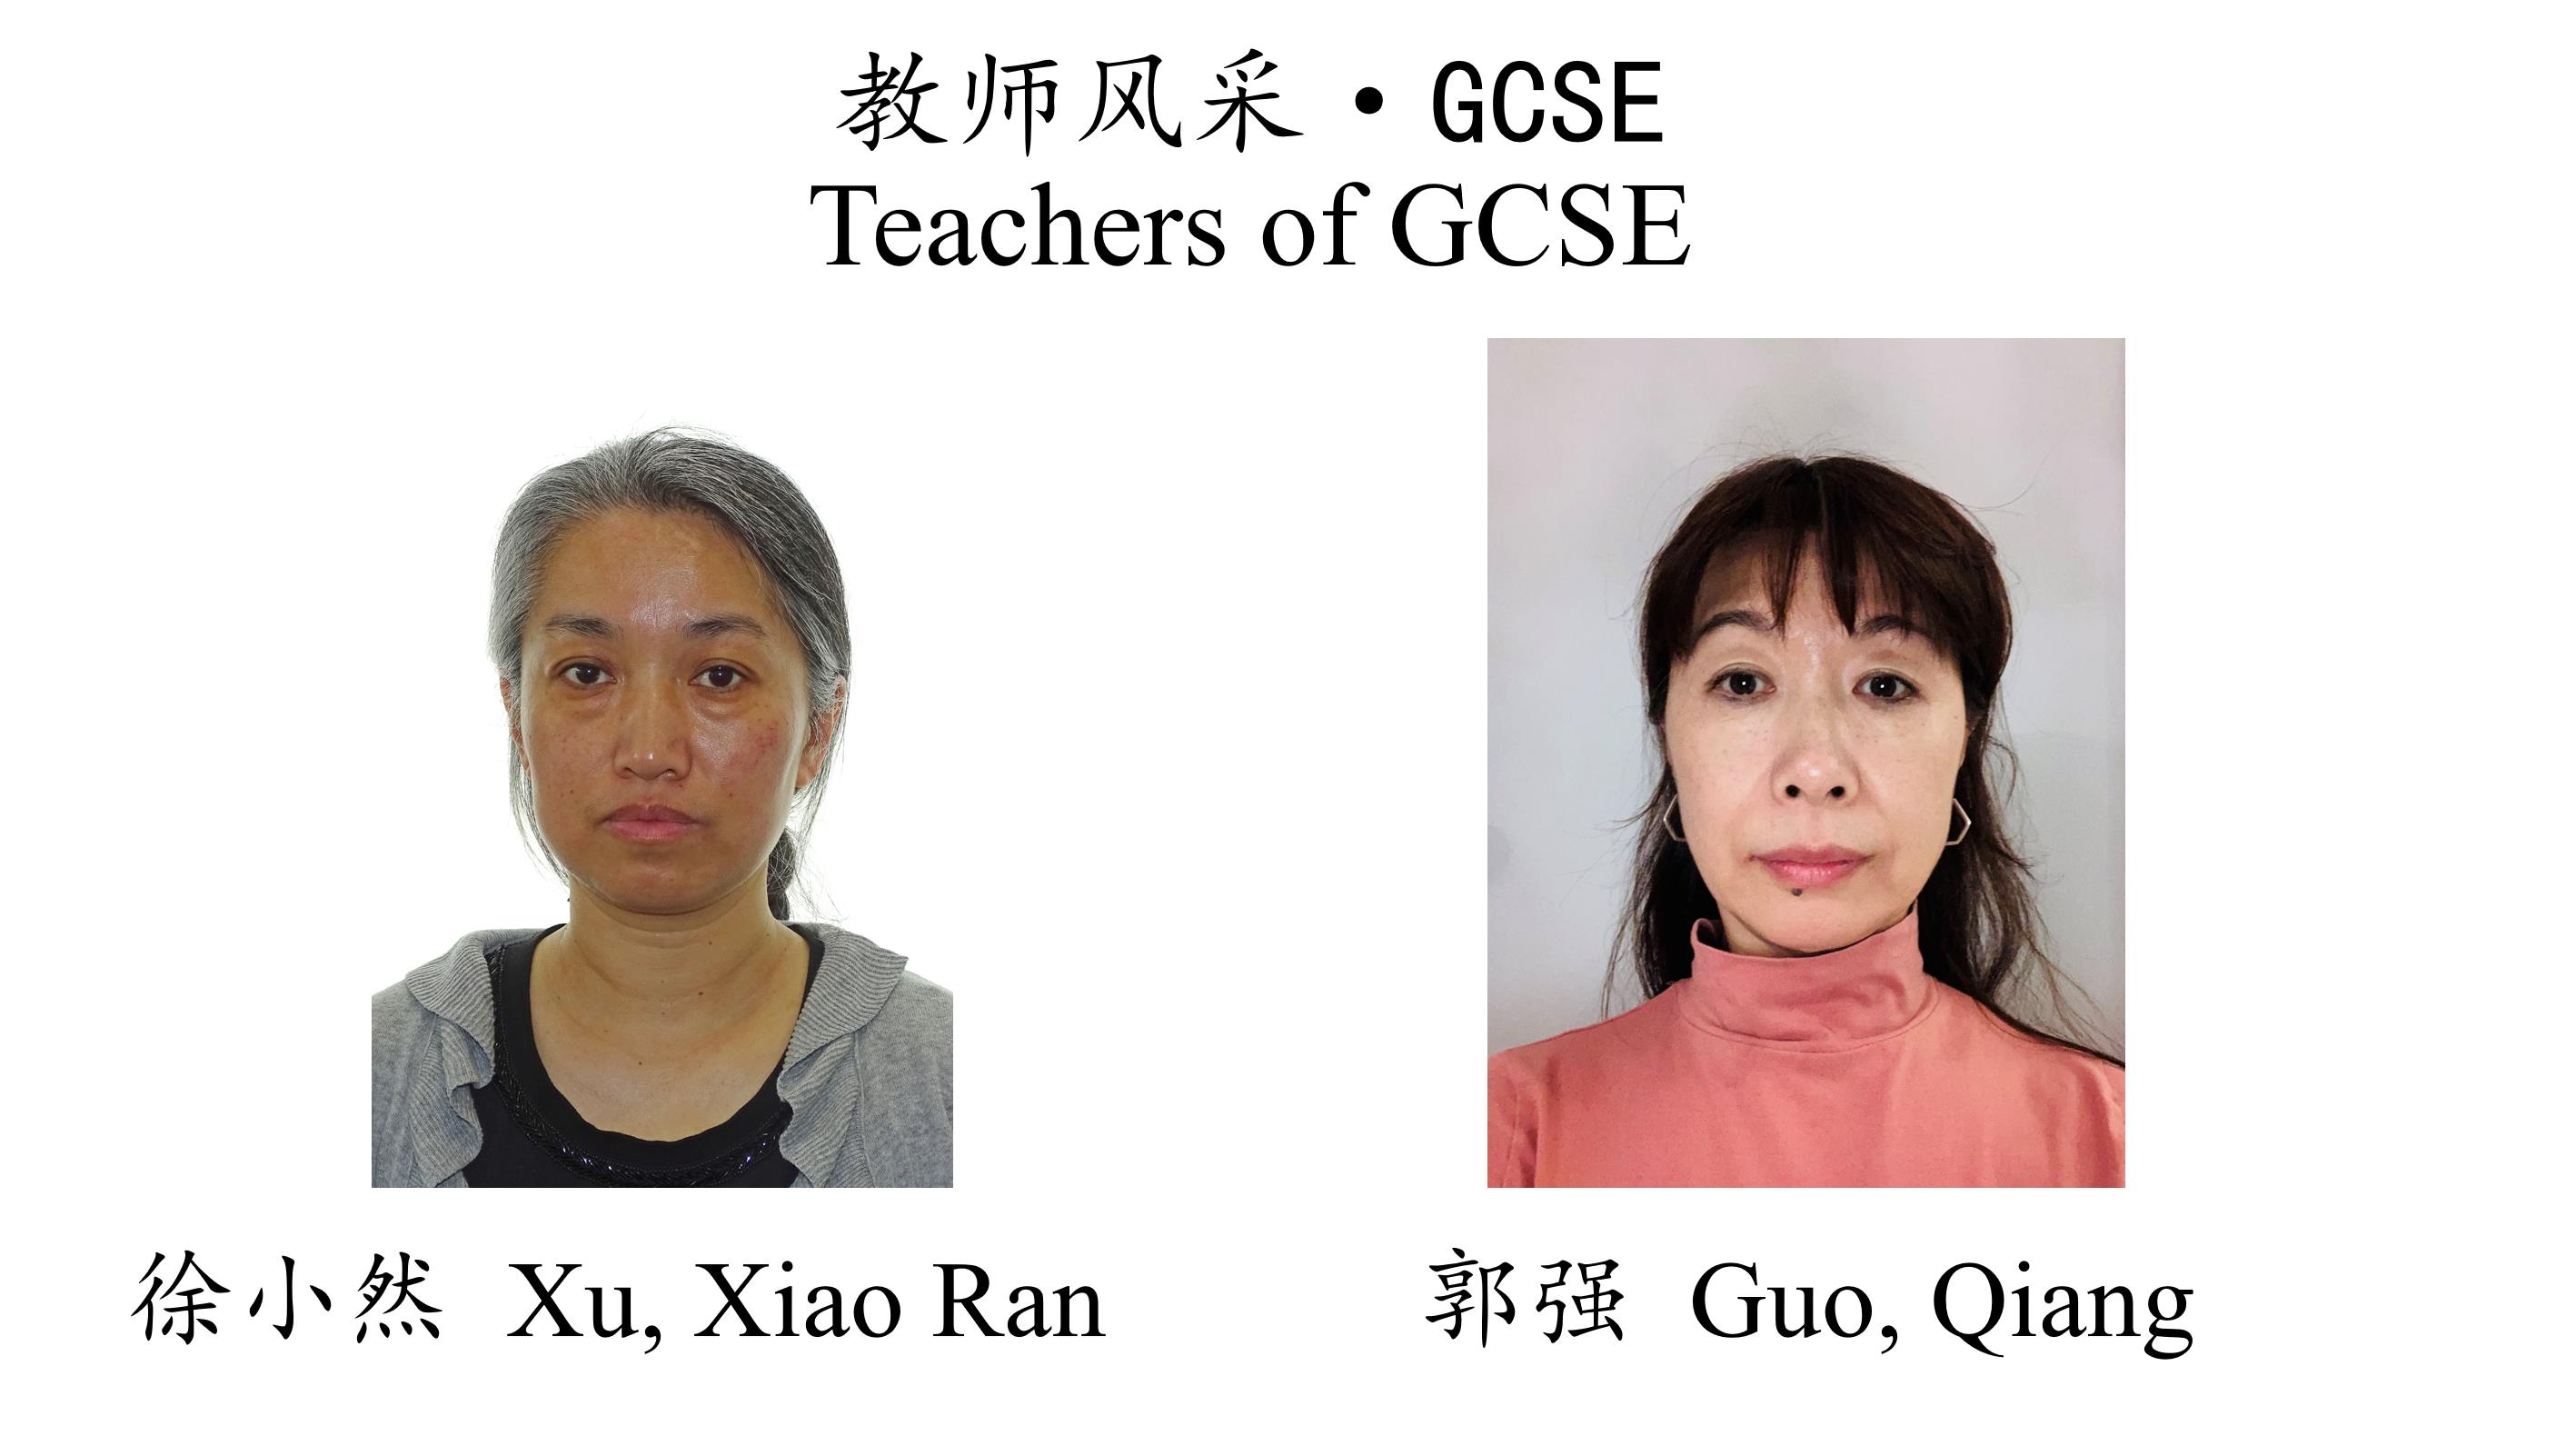 教师风采·GCSE
Teachers of GCSE
徐小然 Xu, Xiao Ran
郭强 Guo, Qiang